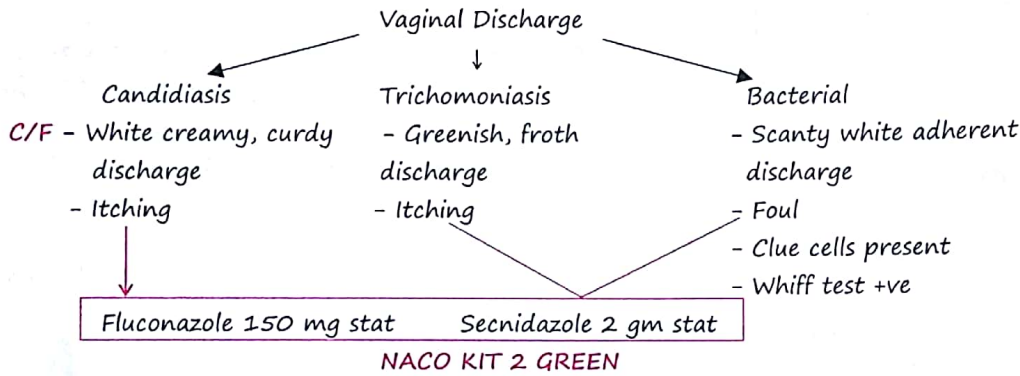 Vaginal Discharge
Candidiasis
C/F - White creamy, curdy
discharge
- Itching
Trichomoniasis
- Greenish, froth
discharge
- Itching
Bacterial
- Scanty white adherent
discharge
- Foul
- Clue cells present
- Whiff test +ve
Fluconazole 150 mg stat
Secnidazole 2 gm stat
NACO KIT 2 GREEN